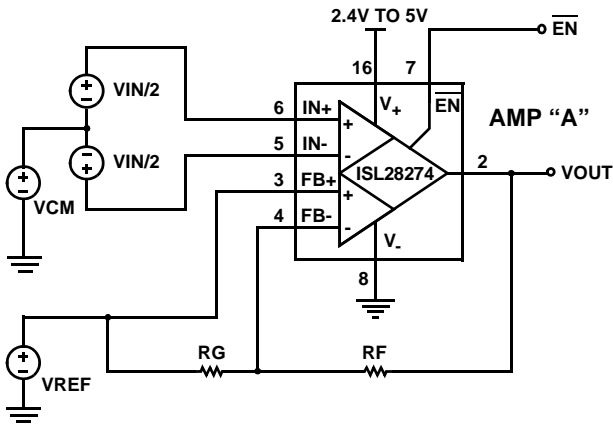 2.4V TO 5V
EN
16
7
VIN/2
6
IN+
V+
EN
AMP “A”
+
-
5
IN-
-
ISL28274
2
VOUT
VIN/2
3
FB+
+
VCM
4
FB-
-
V-
8
RG
RF
VREF